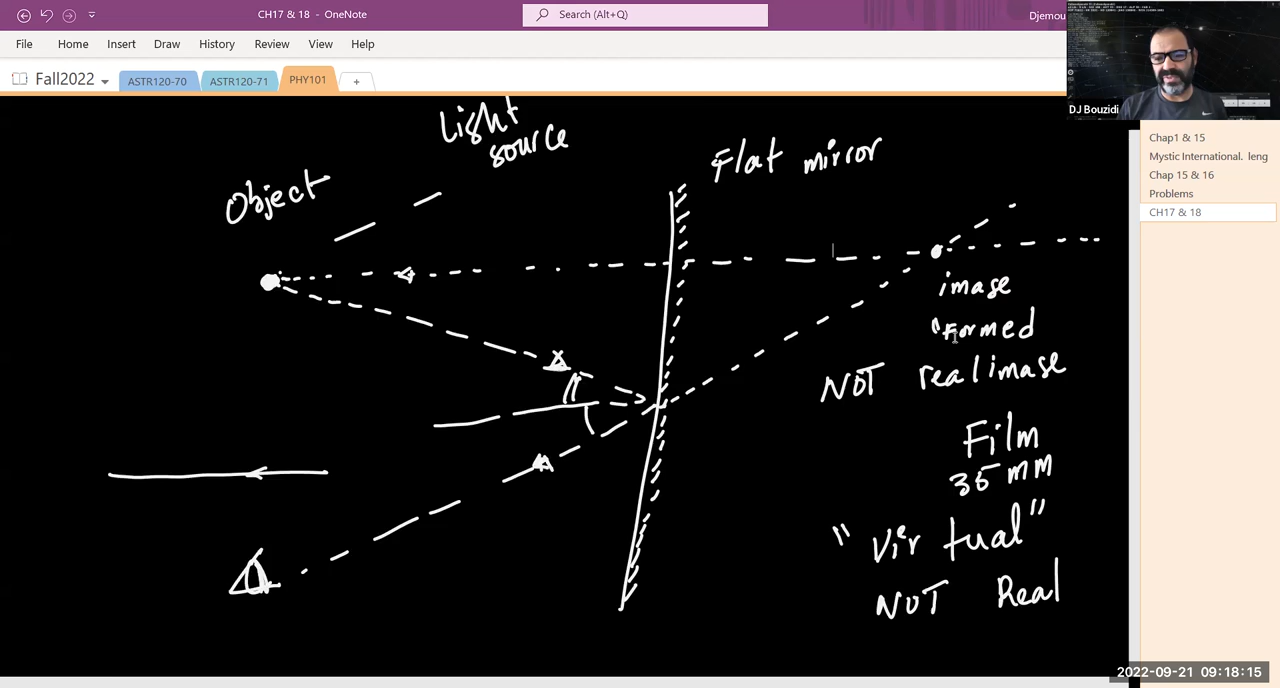 CH17 & 18 - OneNote
Search (Alt+Q)
Djemou
File Home Insert Draw History Review View Help
Fall2022
ASTR120-70 ASTR120-71 PHY101 +
DJ Bouzidi
Chap1 & 15
Mystic International. leng
Chap 15 & 16
Problems
CH17 & 18
Light
source
Flat mirror
Object
image
formed
NOT real image
Film
35 mm
"Virtual"
NOT Real
2022-09-21 09:18:15